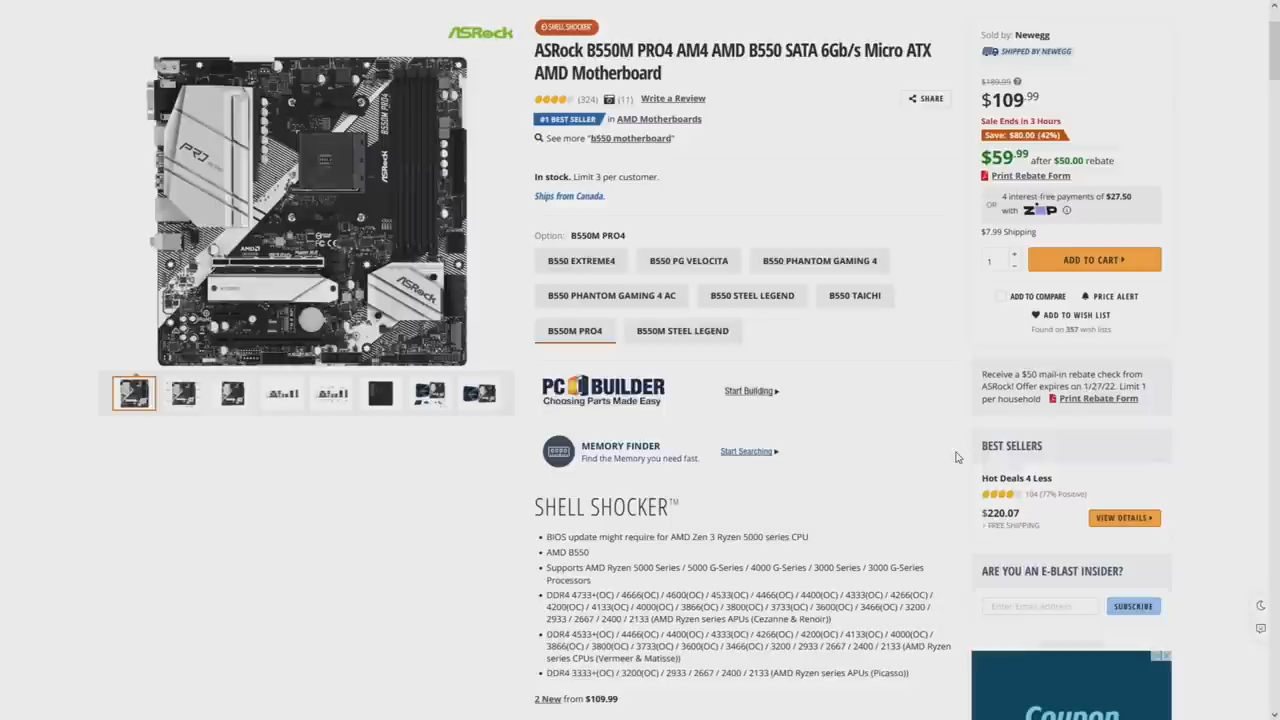 ASRock
SHELL SHOCKER
ASRock B550M PRO4 AM4 AMD B550 SATA 6Gb/s Micro ATX
AMD Motherboard
(324) (11) Write a Review
SHARE
#1 BEST SELLER in AMD Motherboards
See more "b550 motherboard"
In stock. Limit 3 per customer.
Ships from Canada.
Option: B550M PRO4
B550 EXTREME4 B550 PG VELOCITA B550 PHANTOM GAMING 4
B550 PHANTOM GAMING 4 AC B550 STEEL LEGEND B550 TAICHI
B550M PRO4 B550M STEEL LEGEND
PC BUILDER
Choosing Parts Made Easy
Start Building
MEMORY FINDER
Find the Memory you need fast.
Start Searching
SHELL SHOCKER™
• BIOS update might require for AMD Zen 3 Ryzen 5000 series CPU
• AMD B550
• Supports AMD Ryzen 5000 Series / 5000 G-Series / 4000 G-Series / 3000 Series / 3000 G-Series
Processors
• DDR4 4733+(OC) / 4666(OC) / 4600(OC) / 4533(OC) / 4466(OC) / 4400(OC) / 4333(OC) / 4266(OC) /
4200(OC) / 4133(OC) / 4000(OC) / 3866(OC) / 3800(OC) / 3733(OC) / 3600(OC) / 3466(OC) / 3200 /
2933 / 2667 / 2400 / 2133 (AMD Ryzen series APUs (Cezanne & Renoir))
• DDR4 4533+(OC) / 4466(OC) / 4400(OC) / 4333(OC) / 4266(OC) / 4200(OC) / 4133(OC) / 4000(OC) /
3866(OC) / 3800(OC) / 3733(OC) / 3600(OC) / 3466(OC) / 3200 / 2933 / 2667 / 2400 / 2133 (AMD Ryzen
series CPUs (Vermeer & Matisse))
• DDR4 3333+(OC) / 3200(OC) / 2933 / 2667 / 2400 / 2133 (AMD Ryzen series APUs (Picasso))
2 New from $109.99
Sold by: Newegg
SHIPPED BY NEWEGG
$189.99
$109.99
Sale Ends in 3 Hours
Save: $80.00 (42%)
$59.99 after $50.00 rebate
Print Rebate Form
4 interest-free payments of $27.50
OR
with zip
$7.99 Shipping
1 + -
ADD TO CART
ADD TO COMPARE PRICE ALERT
ADD TO WISH LIST
Found on 357 wish lists
Receive a $50 mail-in rebate check from
ASRock! Offer expires on 1/27/22. Limit 1
per household Print Rebate Form
BEST SELLERS
Hot Deals 4 Less
104 (77% Positive)
$220.07
FREE SHIPPING
VIEW DETAILS
ARE YOU AN E-BLAST INSIDER?
Enter Email Address
SUBSCRIBE
Coupon
PRO
B550M PRO4
ASRock
AMD
ASRock